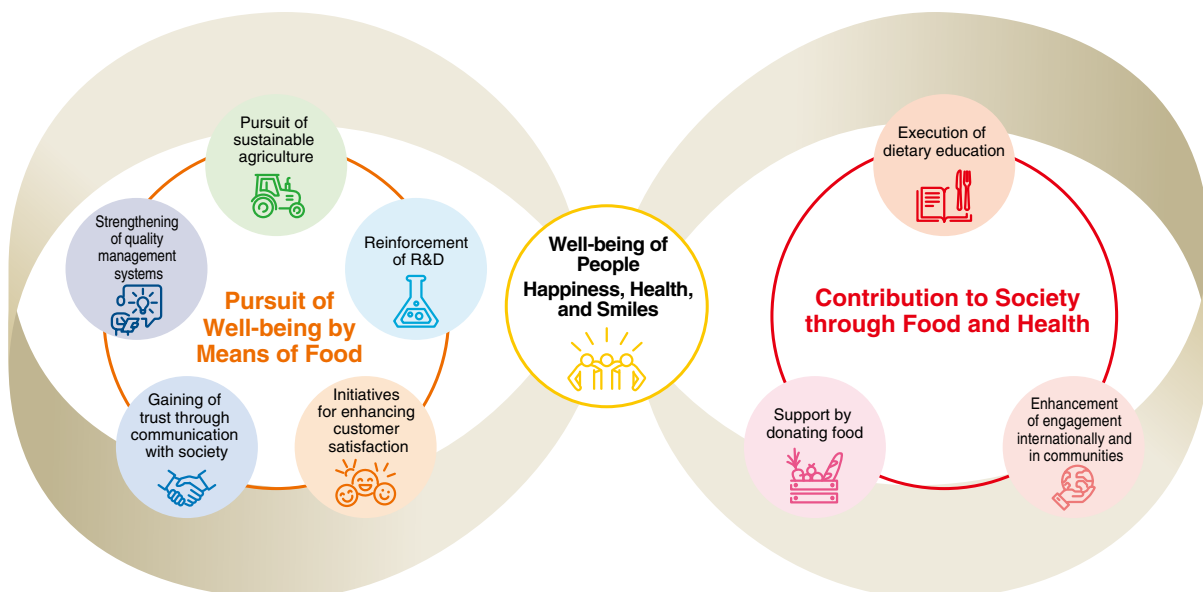 Pursuit of
sustainable
agriculture
Strengthening
of quality
management
systems
Reinforcement
of R&D
Pursuit of
Well-being by
Means of Food
Gaining of
trust through
communication
with society
Initiatives
for enhancing
customer
satisfaction
Well-being of
People
Happiness, Health,
and Smiles
Execution of
dietary education
Contribution to Society
through Food and Health
Support by
donating food
Enhancement
of engagement
internationally and
in communities